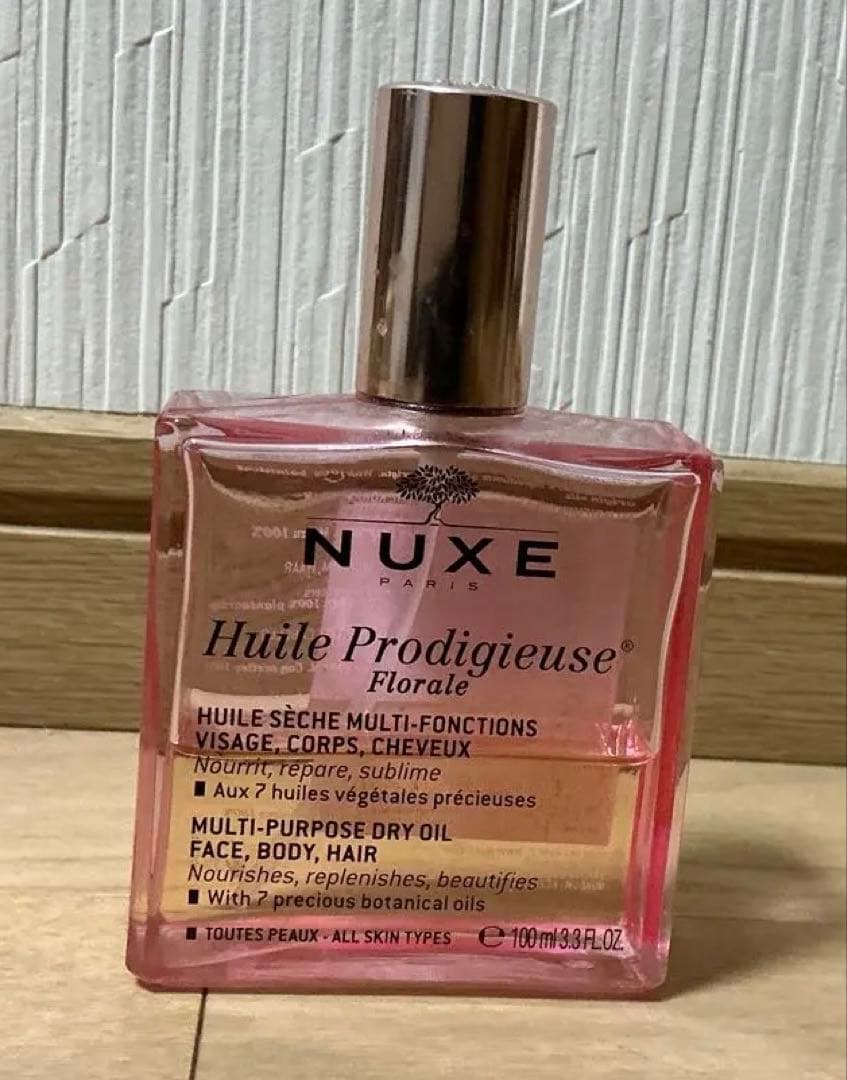 NUXE
PARIS
Huile Prodigieuse®
Florale
HUILE SÈCHE MULTI-FONCTIONS
VISAGE, CORPS, CHEVEUX
Nourrit, répare, sublime
■ Aux 7 huiles végétales précieuses
MULTI-PURPOSE DRY OIL
FACE, BODY, HAIR
Nourishes, replenishes, beautifies
■ With 7 precious botanical oils
■ TOUTES PEAUX - ALL SKIN TYPES ℮ 100 ml 3.3 FL.OZ.